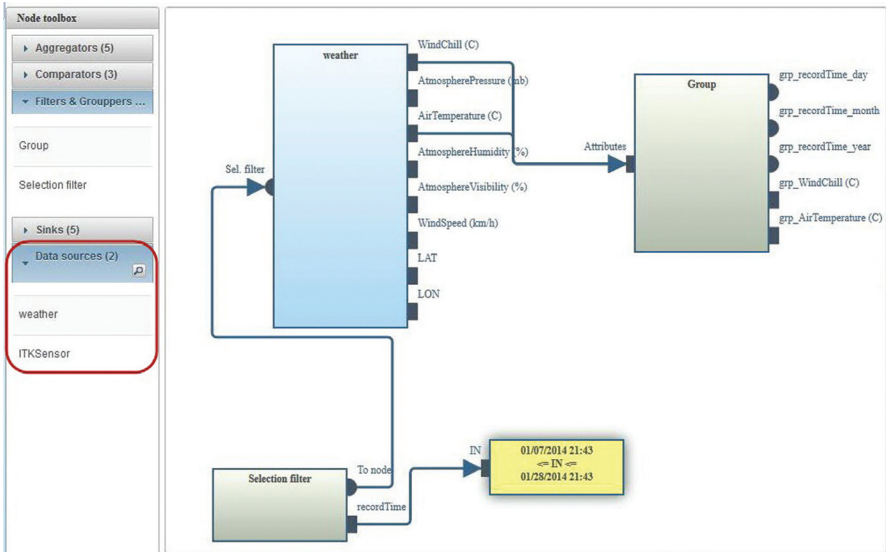 Node toolbox
Aggregators (5)
Comparators (3)
Filters & Grouppers ...
Group
Selection filter
Sinks (5)
Data sources (2)
weather
ITKSensor
weather
Sel. filter
WindChill (C)
AtmospherePressure (mb)
AirTemperature (C)
AtmosphereHumidity (%)
AtmosphereVisibility (%)
WindSpeed (km/h)
LAT
LON
Group
Attributes
grp_recordTime_day
grp_recordTime_month
grp_recordTime_year
grp_WindChill (C)
grp_AirTemperature (C)
Selection filter
To node
recordTime
IN
01/07/2014 21:43
<= IN <=
01/28/2014 21:43